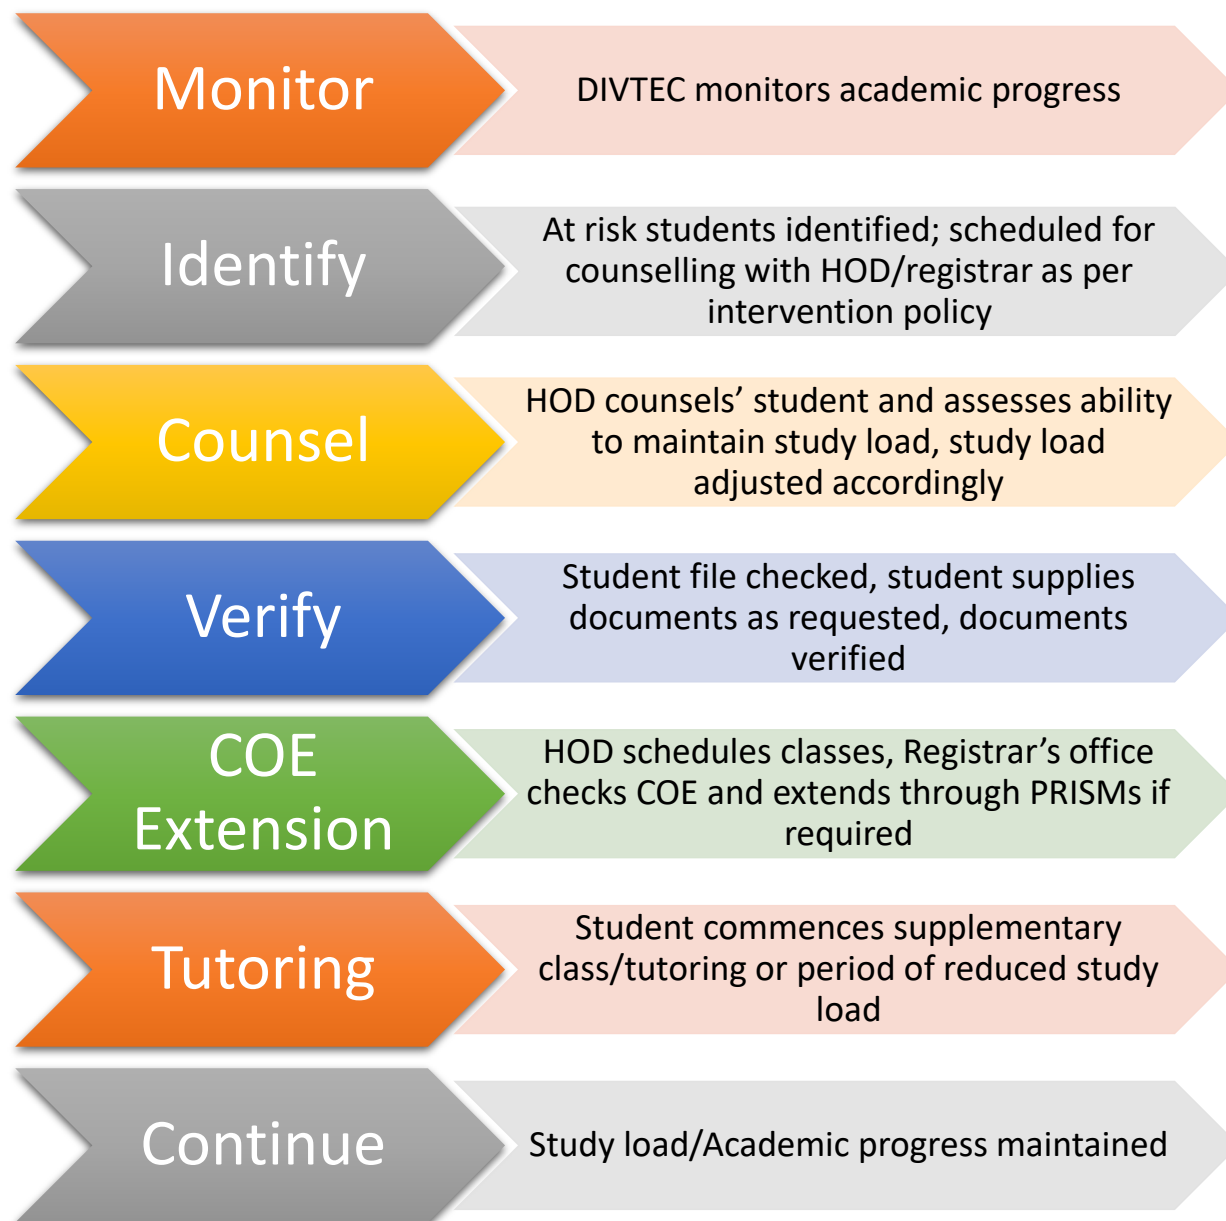 Monitor
DIVTEC monitors academic progress
Identify
At risk students identified; scheduled for
counselling with HOD/registrar as per
intervention policy
Counsel
HOD counsels’ student and assesses ability
to maintain study load, study load
adjusted accordingly
Verify
Student file checked, student supplies
documents as requested, documents
verified
COE
Extension
HOD schedules classes, Registrar’s office
checks COE and extends through PRISMs if
required
Tutoring
Student commences supplementary
class/tutoring or period of reduced study
load
Continue
Study load/Academic progress maintained